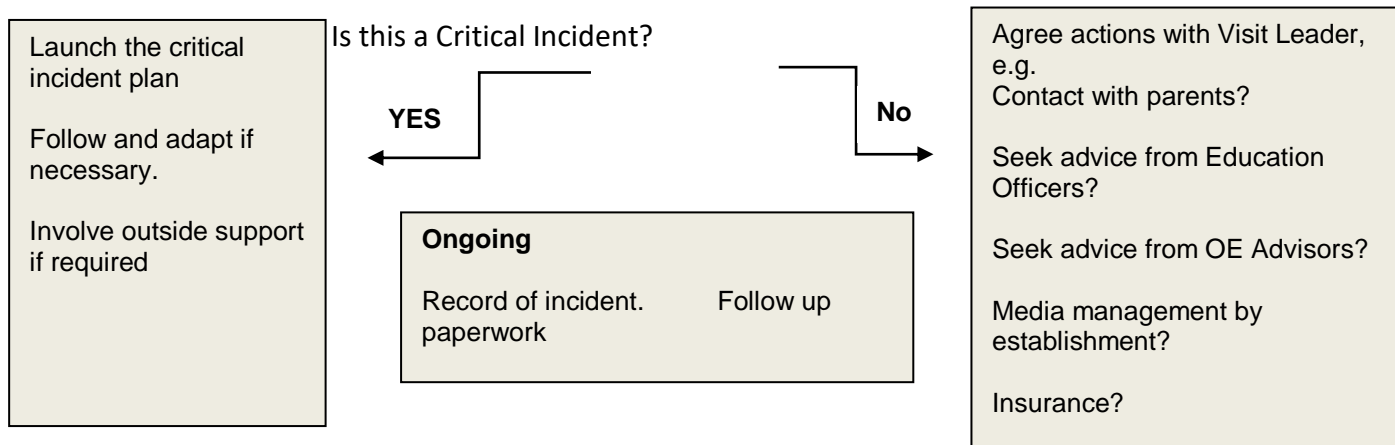 Is this a Critical Incident?
Launch the critical
incident plan
Follow and adapt if
necessary.
Involve outside support
if required
YES
No
Ongoing
Record of incident. Follow up
paperwork
Agree actions with Visit Leader,
e.g.
Contact with parents?
Seek advice from Education
Officers?
Seek advice from OE Advisors?
Media management by
establishment?
Insurance?